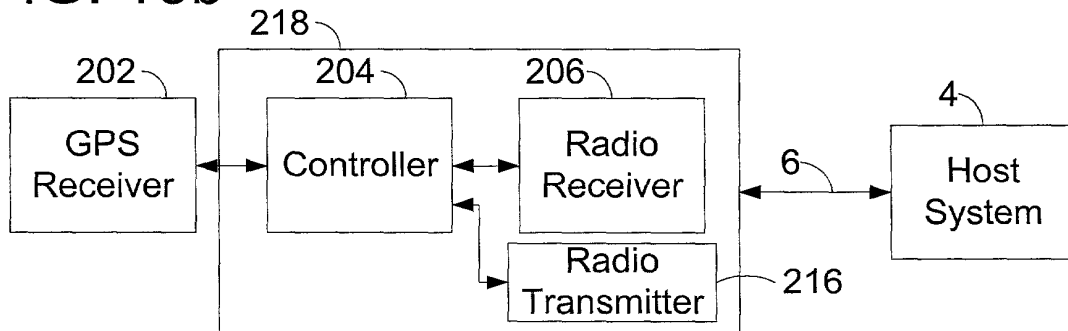 218
202
204
206
4
GPS
Receiver
Controller
Radio
Receiver
6
Host
System
Radio
Transmitter
216